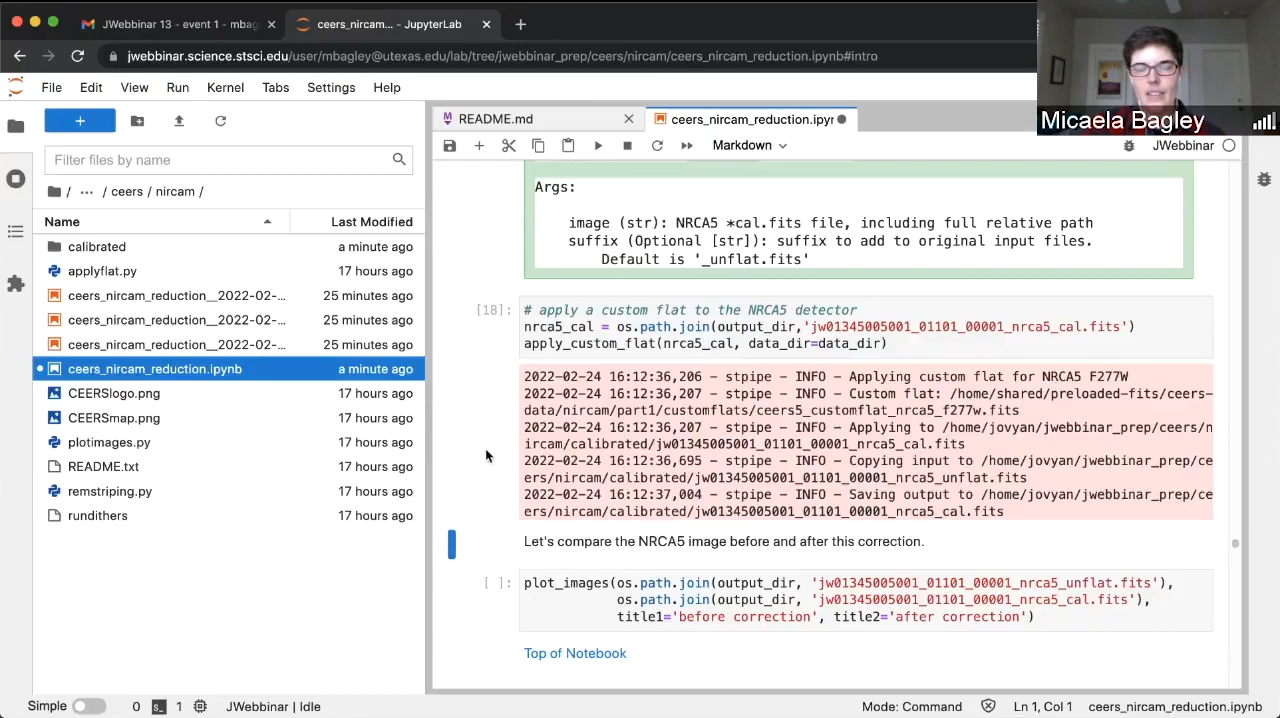 JWebbinar 13 - event 1 - mbag
ceers_nircam... - JupyterLab
jwebbinar.science.stsci.edu/user/mbagley@utexas.edu/lab/tree/jwebbinar_prep/ceers/nircam/ceers_nircam_reduction.ipynb#intro
Micaela Bagley
File Edit View Run Kernel Tabs Settings Help
README.md
ceers_nircam_reduction.ipyr
Markdown
JWebbinar
Filter files by name
/ ... / ceers / nircam /
Name Last Modified
calibrated a minute ago
applyflat.py 17 hours ago
ceers_nircam_reduction__2022-02-... 25 minutes ago
ceers_nircam_reduction__2022-02-... 25 minutes ago
ceers_nircam_reduction__2022-02-... 25 minutes ago
ceers_nircam_reduction.ipynb a minute ago
CEERSlogo.png 17 hours ago
CEERSmap.png 17 hours ago
plotimages.py 17 hours ago
README.txt 17 hours ago
remstriping.py 17 hours ago
rundithers 17 hours ago
Args:
image (str): NRCA5 *cal.fits file, including full relative path
suffix (Optional [str]): suffix to add to original input files.
Default is '_unflat.fits'
[18]: # apply a custom flat to the NRCA5 detector
nrca5_cal = os.path.join(output_dir,'jw01345005001_01101_00001_nrca5_cal.fits')
apply_custom_flat(nrca5_cal, data_dir=data_dir)
2022-02-24 16:12:36,206 - stpipe - INFO - Applying custom flat for NRCA5 F277W
2022-02-24 16:12:36,207 - stpipe - INFO - Custom flat: /home/shared/preloaded-fits/ceers-
data/nircam/part1/customflats/ceers5_customflat_nrca5_f277w.fits
2022-02-24 16:12:36,207 - stpipe - INFO - Applying to /home/jovyan/jwebbinar_prep/ceers/n
ircam/calibrated/jw01345005001_01101_00001_nrca5_cal.fits
2022-02-24 16:12:36,695 - stpipe - INFO - Copying input to /home/jovyan/jwebbinar_prep/ce
ers/nircam/calibrated/jw01345005001_01101_00001_nrca5_unflat.fits
2022-02-24 16:12:37,004 - stpipe - INFO - Saving output to /home/jovyan/jwebbinar_prep/ce
ers/nircam/calibrated/jw01345005001_01101_00001_nrca5_cal.fits
Let's compare the NRCA5 image before and after this correction.
[ ]: plot_images(os.path.join(output_dir, 'jw01345005001_01101_00001_nrca5_unflat.fits'),
os.path.join(output_dir, 'jw01345005001_01101_00001_nrca5_cal.fits'),
title1='before correction', title2='after correction')
Top of Notebook
Simple 0 1 JWebbinar | Idle Mode: Command Ln 1, Col 1 ceers_nircam_reduction.ipynb